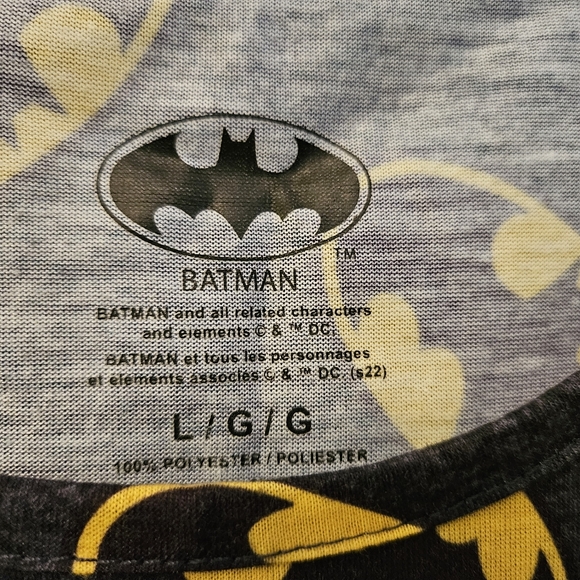 TM
BATMAN
BATMAN and all related characters
and elements © & ™ DC.
BATMAN et tous les personnages
et elements associés © & ™ DC. (s22)
L / G / G
100% POLYESTER / POLIESTER